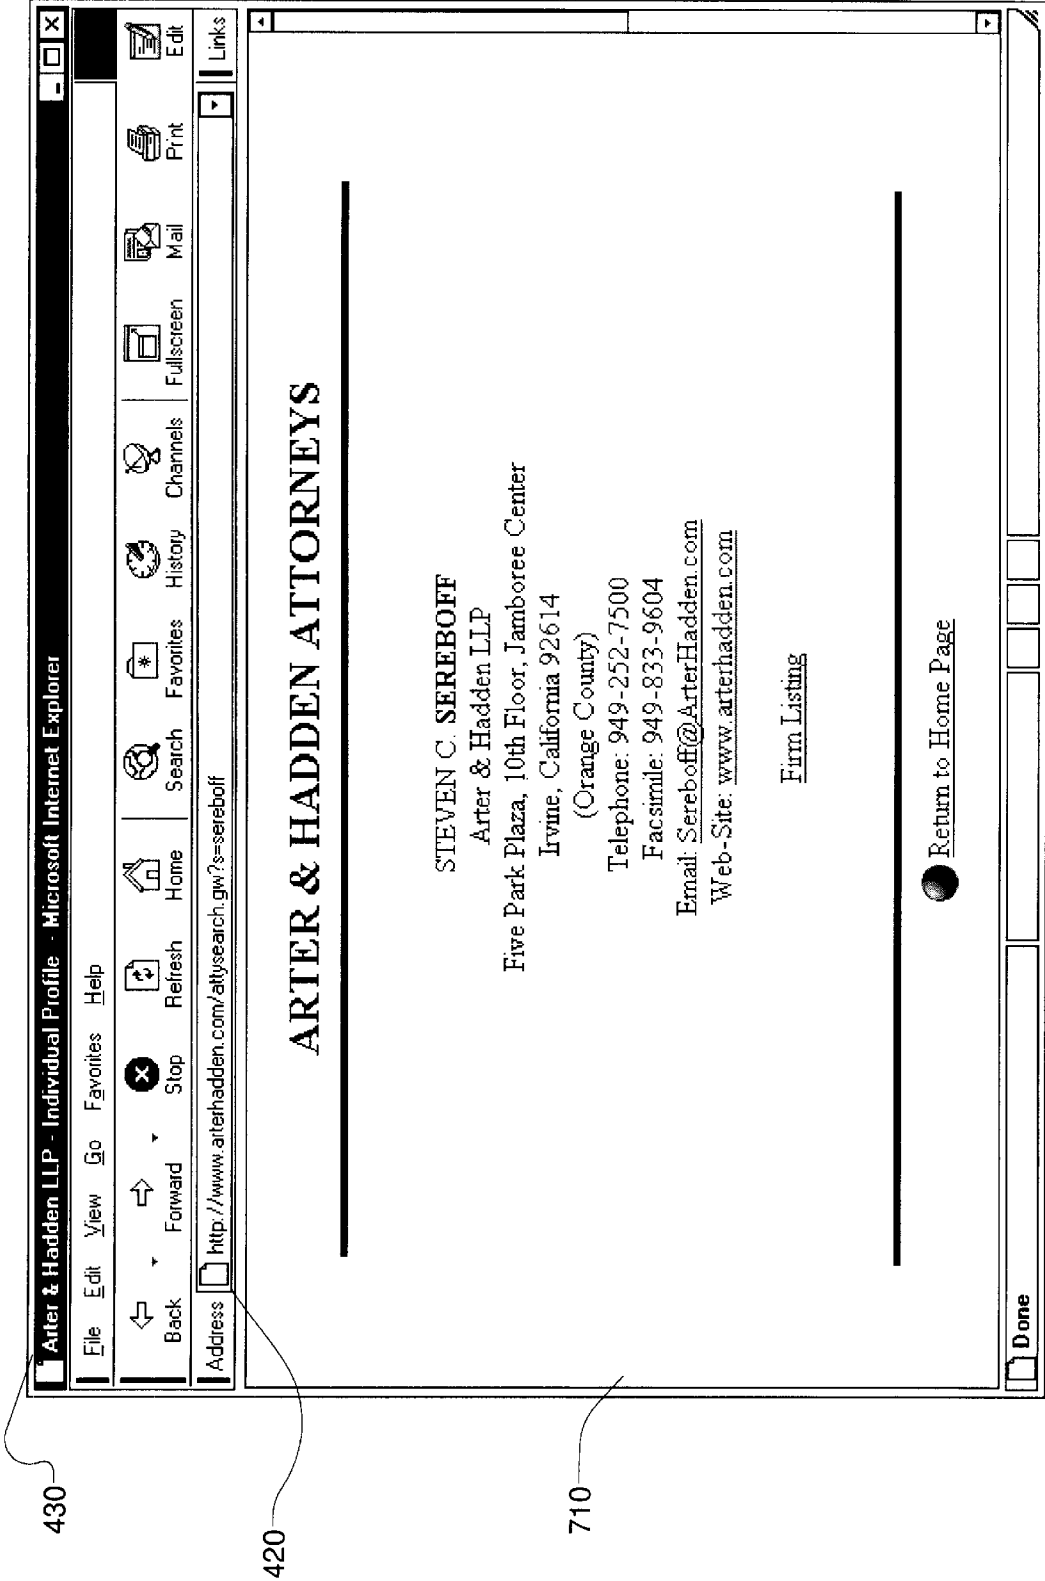 Arter & Hadden LLP - Individual Profile - Microsoft Internet Explorer
File Edit View Go Favorites Help
Back Forward Stop Refresh Home Search Favorites History Channels Fullscreen Mail Print Edit
Address http://www.arterhadden.com/attysearch.gw?s=sereboff Links
ARTER & HADDEN ATTORNEYS
STEVEN C. SEREBOFF
Arter & Hadden LLP
Five Park Plaza, 10th Floor, Jamboree Center
Irvine, California 92614
(Orange County)
Telephone: 949-252-7500
Facsimile: 949-833-9604
Email: Sereboff@ArterHadden.com
Web-Site: www.arterhadden.com
Firm Listing
Return to Home Page
Done
430
420
710